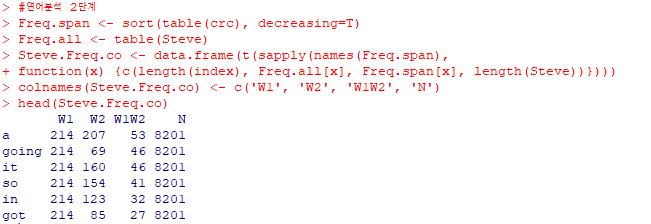 > #연어분석 2단계
> Freq.span <- sort(table(crc), decreasing=T)
> Freq.all <- table(Steve)
> Steve.Freq.co <- data.frame(t(sapply(names(Freq.span),
+ function(x) {c(length(index), Freq.all[x], Freq.span[x], length(Steve))})))
> colnames(Steve.Freq.co) <- c('W1', 'W2', 'W1W2', 'N')
> head(Steve.Freq.co)
W1 W2 W1W2 N
a 214 207 53 8201
going 214 69 46 8201
it 214 160 46 8201
so 214 154 41 8201
in 214 123 32 8201
got 214 85 27 8201